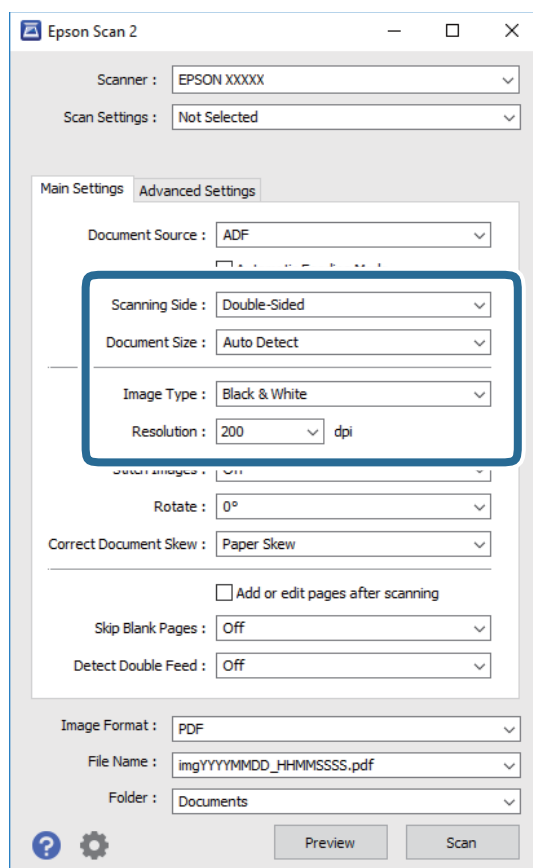 Epson Scan 2
Scanner : EPSON XXXXX
Scan Settings : Not Selected
Main Settings Advanced Settings
Document Source : ADF
Scanning Side : Double-Sided
Document Size : Auto Detect
Image Type : Black & White
Resolution : 200 dpi
Stitch Images : Off
Rotate : 0°
Correct Document Skew : Paper Skew
Add or edit pages after scanning
Skip Blank Pages : Off
Detect Double Feed : Off
Image Format : PDF
File Name : imgYYYYMMDD_HHMMSSSS.pdf
Folder : Documents
? Preview Scan